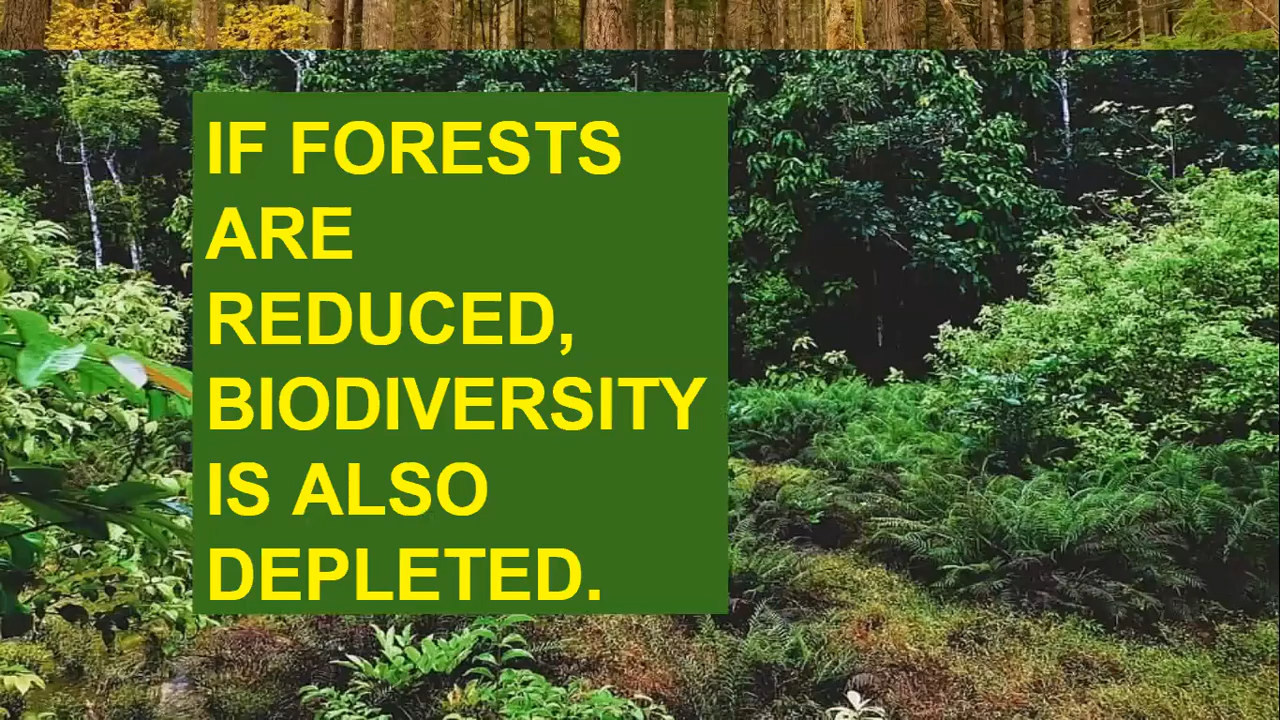 IF FORESTS
ARE
REDUCED,
BIODIVERSITY
IS ALSO
DEPLETED.